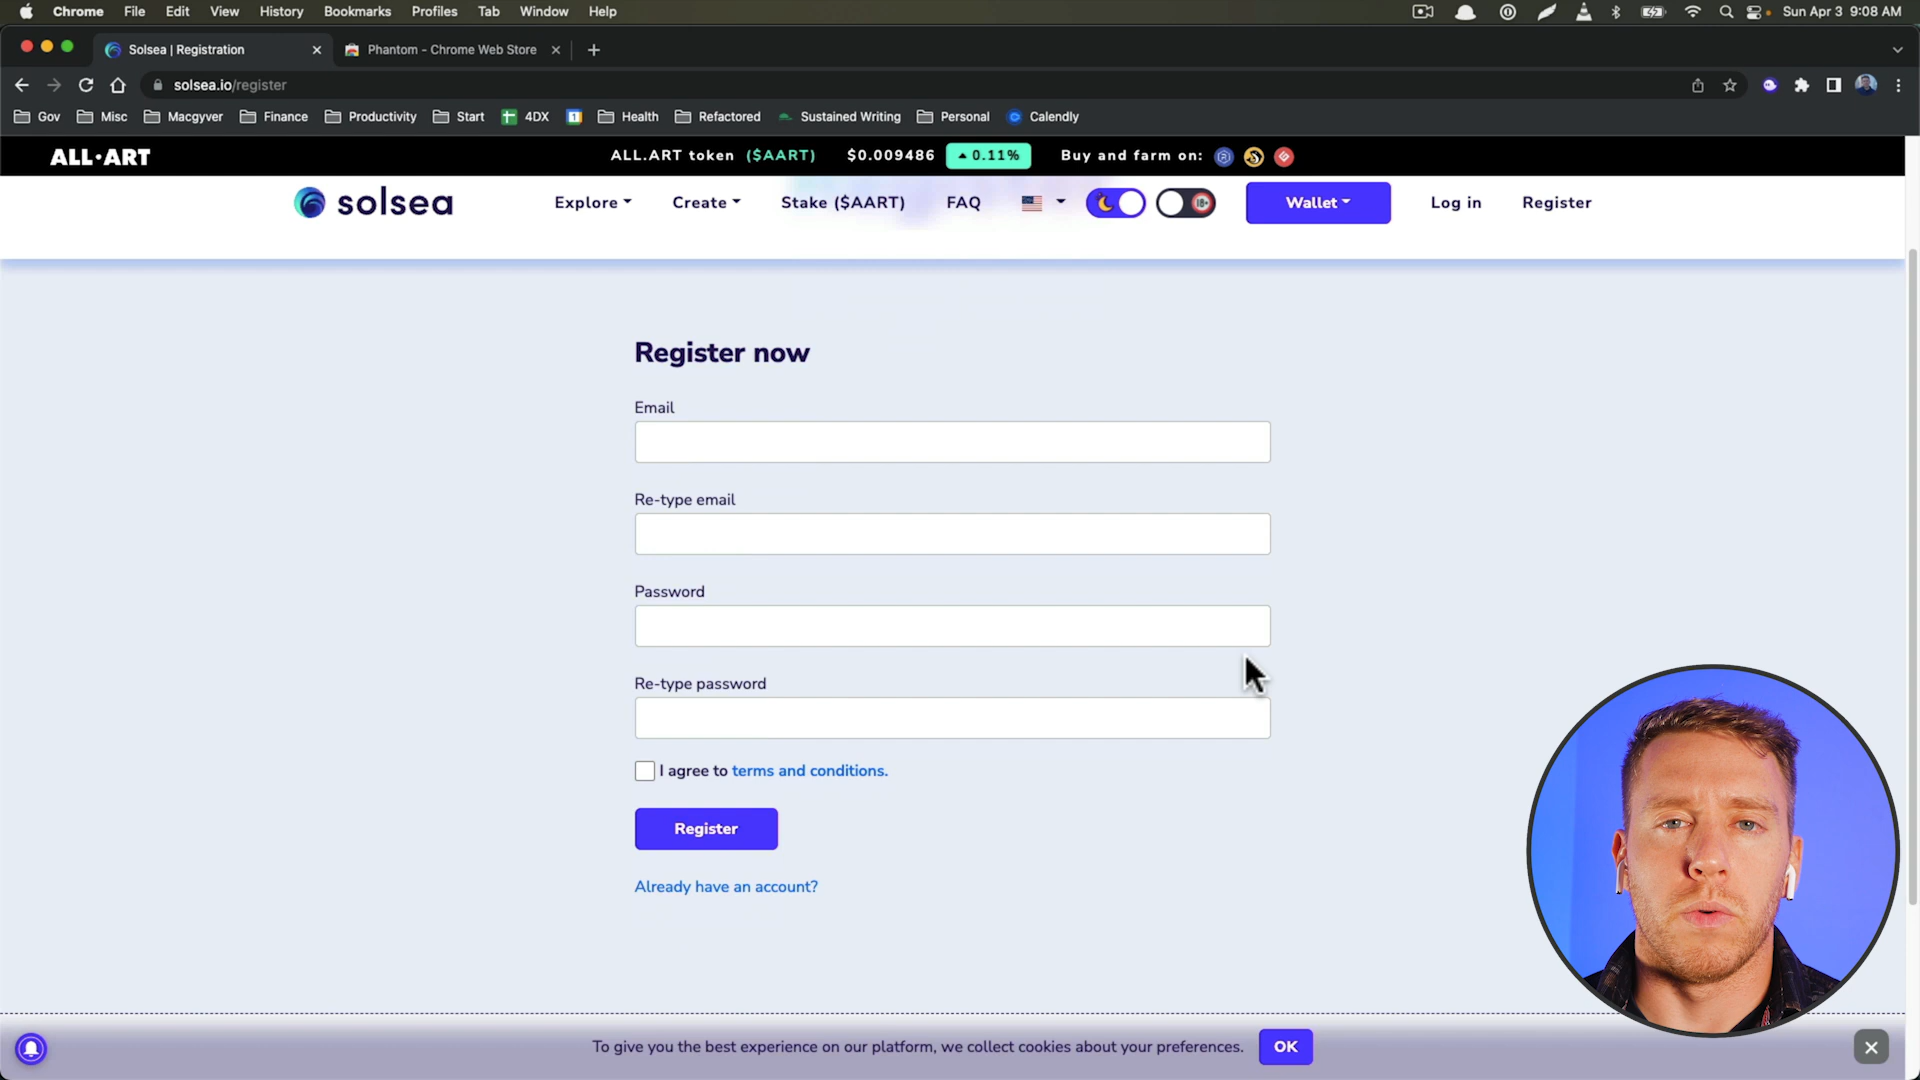 Chrome File Edit View History Bookmarks Profiles Tab Window Help Sun Apr 3 9:08 AM
Solsea | Registration Phantom - Chrome Web Store
solsea.io/register
Gov Misc Macgyver Finance Productivity Start 4DX 1 Health Refactored Sustained Writing Personal Calendly
ALL•ART ALL.ART token ($AART) $0.009486 0.11% Buy and farm on:
solsea Explore Create Stake ($AART) FAQ 18+ Wallet Log in Register
Register now
Email
Re-type email
Password
Re-type password
I agree to terms and conditions.
Register
Already have an account?
To give you the best experience on our platform, we collect cookies about your preferences. OK